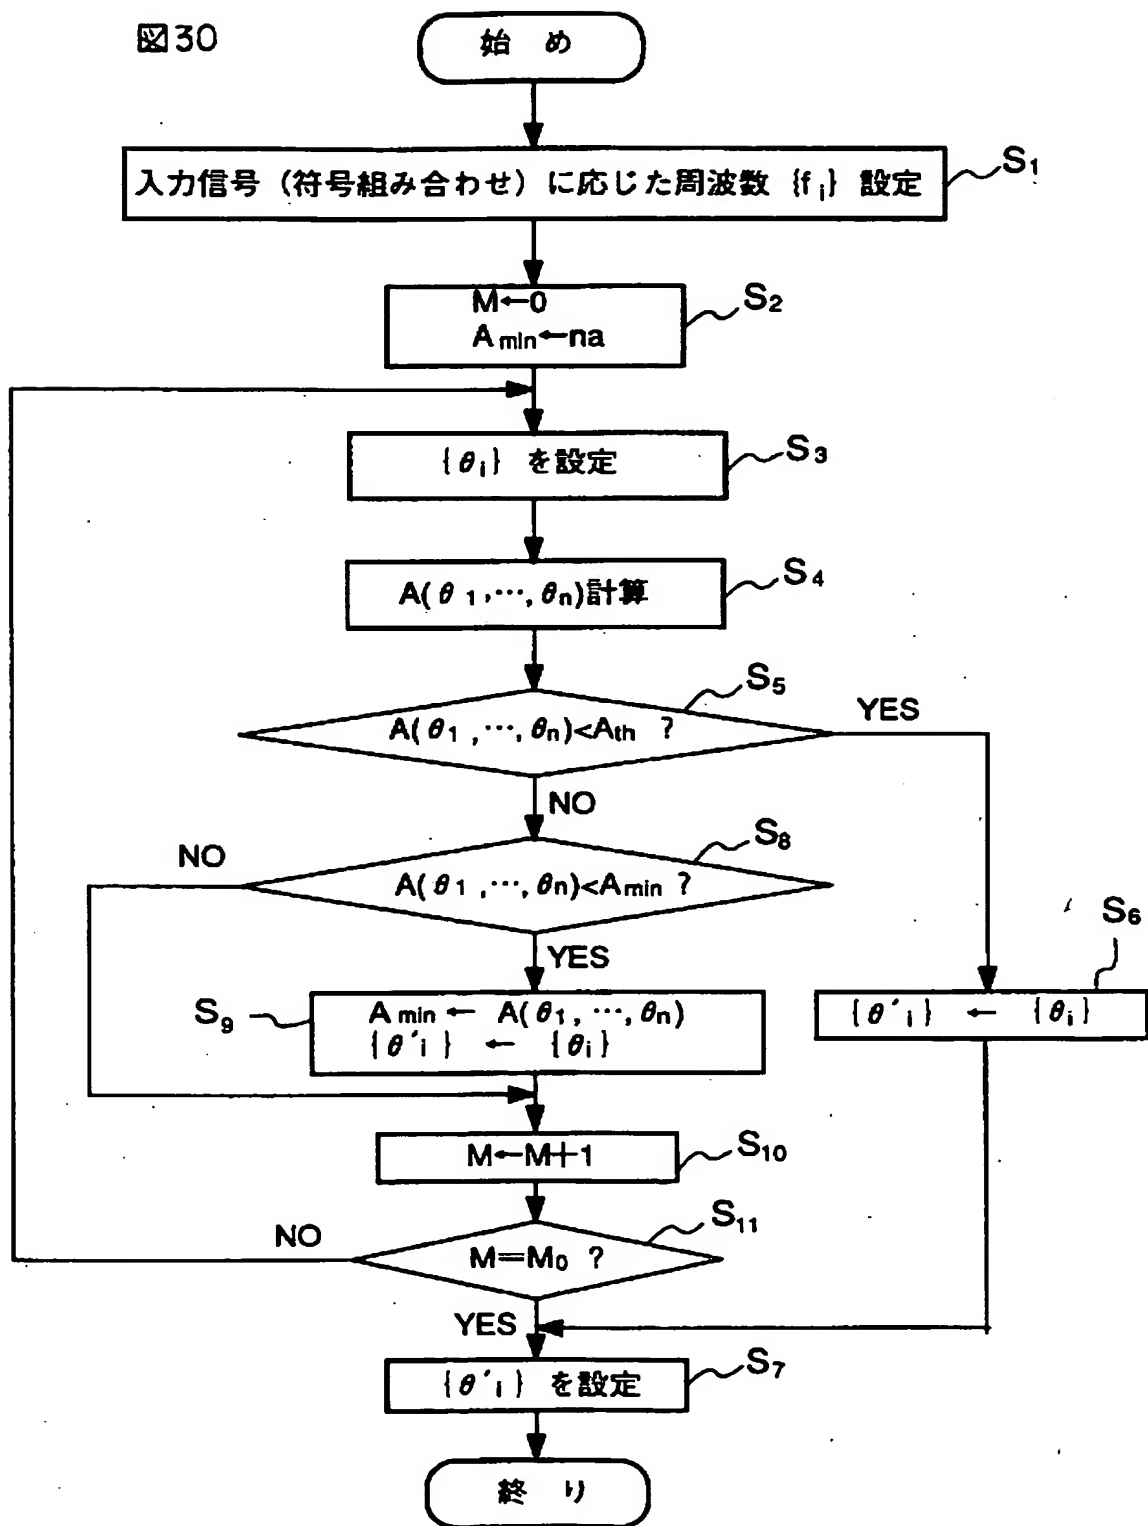 図30
始 め
入力信号 (符号組み合わせ) に応じた周波数 {fi} 設定
S1
M←0
Amin←na
S2
{θi} を設定
S3
A(θ1,…,θn)計算
S4
A(θ1,…,θn)<Ath ?
S5
YES
NO
A(θ1,…,θn)<Amin ?
S8
NO
YES
S6
{θ'i} ← {θi}
S9
Amin ← A(θ1,…,θn)
{θ'i} ← {θi}
M←M+1
S10
M=M0 ?
S11
NO
YES
{θ'i} を設定
S7
終 り